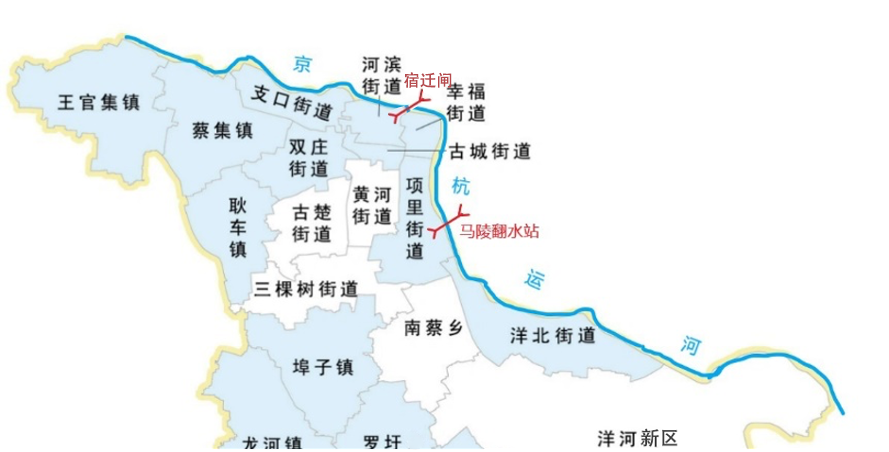 京
河滨
街道
宿迁闸
幸福
街道
王官集镇
支口街道
蔡集镇
双庄
街道
古城街道
杭
耿车镇
古楚
街道
黄河
街道
项里街道
马陵翻水站
三棵树街道
运
南蔡乡
洋北街道
河
埠子镇
龙河镇
罗圩
洋河新区